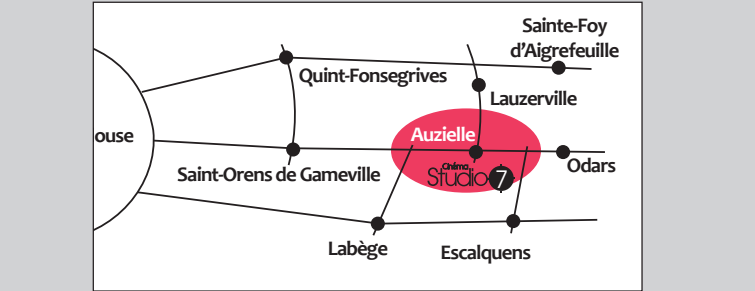 Sainte-Foy
d'Aigrefeuille
Quint-Fonsegrives
Lauzerville
ouse
Auzielle
Cinéma
Studio 7
Odars
Saint-Orens de Gameville
Labège
Escalquens